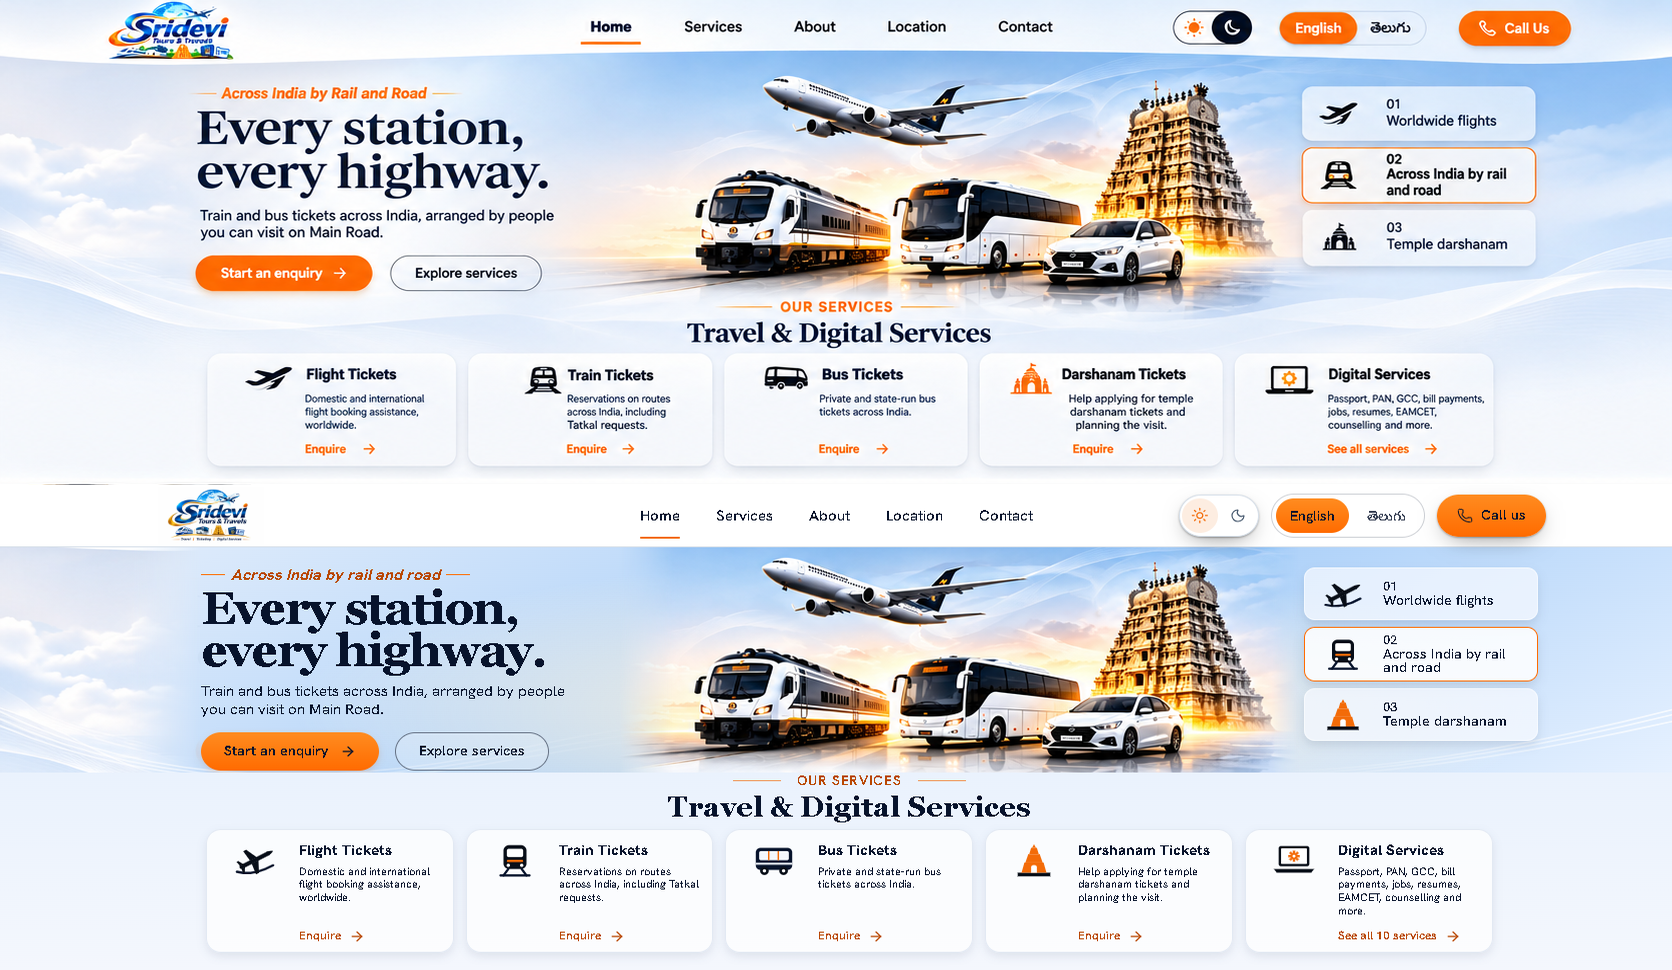 Sridevi
Tours & Travels
Home
Services
About
Location
Contact
English
తెలుగు
Call Us
Across India by Rail and Road
Every station,
every highway.
Train and bus tickets across India, arranged by people
you can visit on Main Road.
Start an enquiry
Explore services
01
Worldwide flights
02
Across India by rail
and road
03
Temple darshanam
OUR SERVICES
Travel & Digital Services
Flight Tickets
Domestic and international
flight booking assistance,
worldwide.
Enquire
Train Tickets
Reservations on routes
across India, including
Tatkal requests.
Enquire
Bus Tickets
Private and state-run bus
tickets across India.
Enquire
Darshanam Tickets
Help applying for temple
darshanam tickets and
planning the visit.
Enquire
Digital Services
Passport, PAN, GCC, bill payments,
jobs, resumes, EAMCET,
counselling and more.
See all services
Sridevi
Tours & Travels
Home
Services
About
Location
Contact
English
తెలుగు
Call us
Across India by rail and road
Every station,
every highway.
Train and bus tickets across India, arranged by people
you can visit on Main Road.
Start an enquiry
Explore services
01
Worldwide flights
02
Across India by rail
and road
03
Temple darshanam
OUR SERVICES
Travel & Digital Services
Flight Tickets
Domestic and international
flight booking assistance,
worldwide.
Enquire
Train Tickets
Reservations on routes
across India, including Tatkal
requests.
Enquire
Bus Tickets
Private and state-run bus
tickets across India.
Enquire
Darshanam Tickets
Help applying for temple
darshanam tickets and
planning the visit.
Enquire
Digital Services
Passport, PAN, GCC, bill
payments, jobs, resumes,
EAMCET, counselling and
more.
See all 10 services